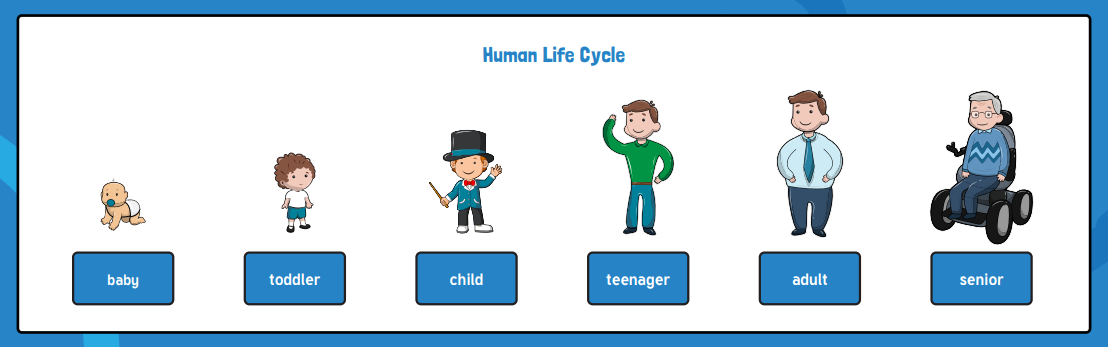 Human Life Cycle
baby
toddler
child
teenager
adult
senior